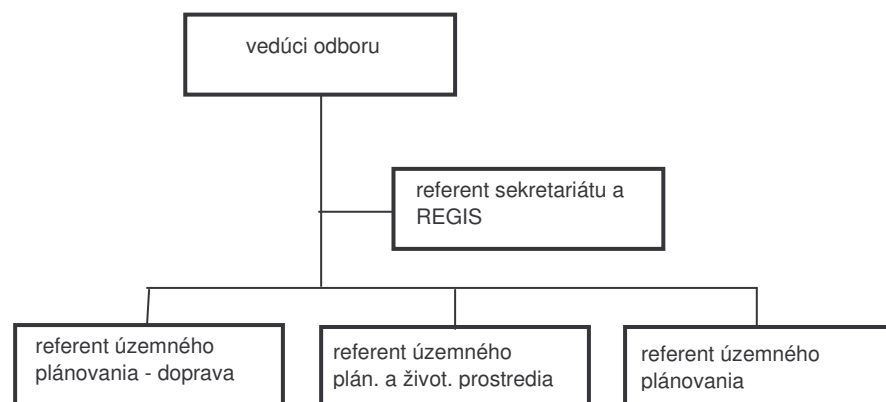 vedúci odboru
referent sekretariátu a
REGIS
referent územného
plánovania - doprava
referent územného
plán. a život. prostredia
referent územného
plánovania